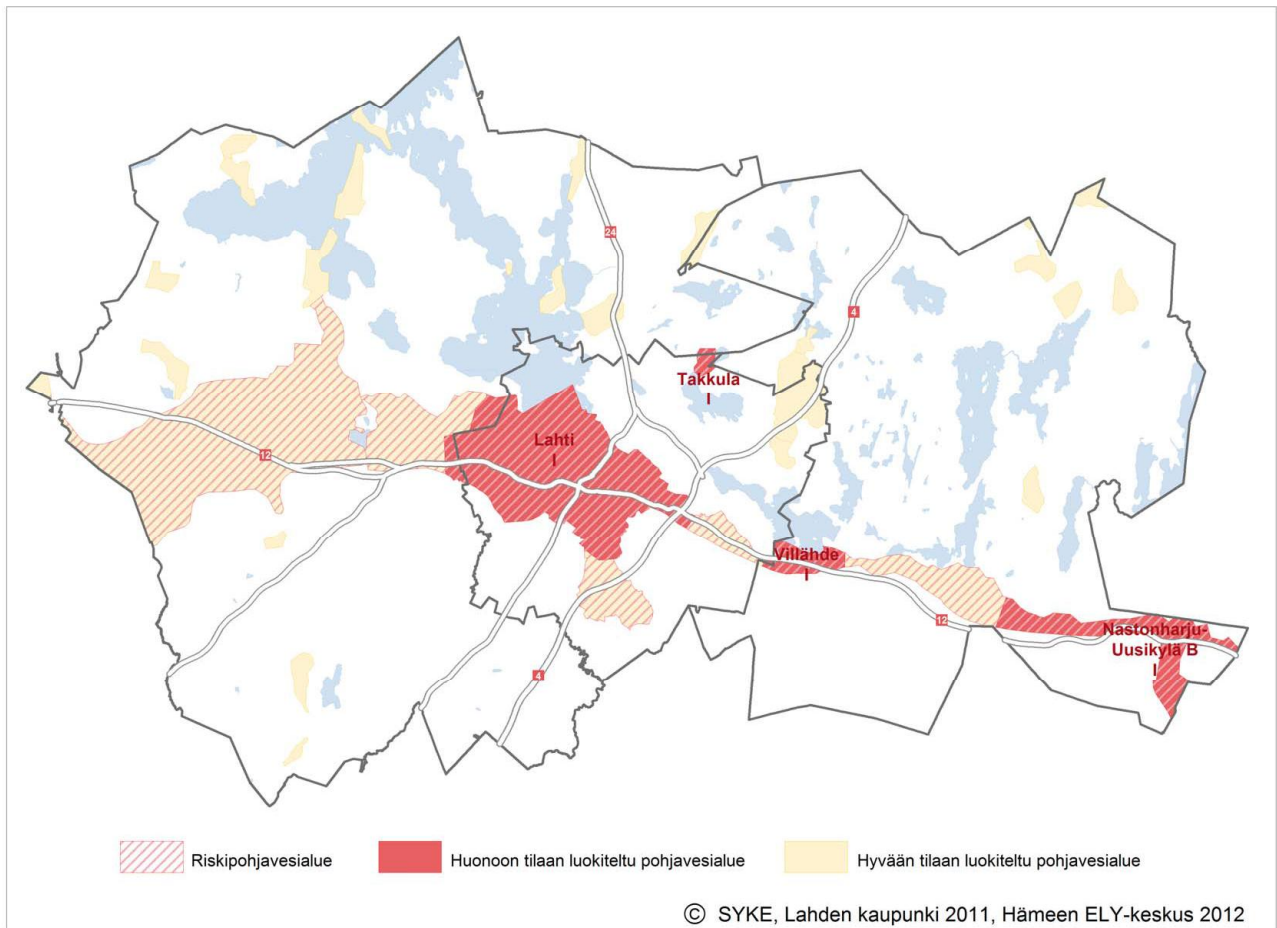 24
4
Takkula
I
Lahti
I
12
Villähde
I
12
Nastonharju-
Uusikylä B
I
4
Riskipohjavesialue
Huonoon tilaan luokiteltu pohjavesialue
Hyvään tilaan luokiteltu pohjavesialue
© SYKE, Lahden kaupunki 2011, Hämeen ELY-keskus 2012